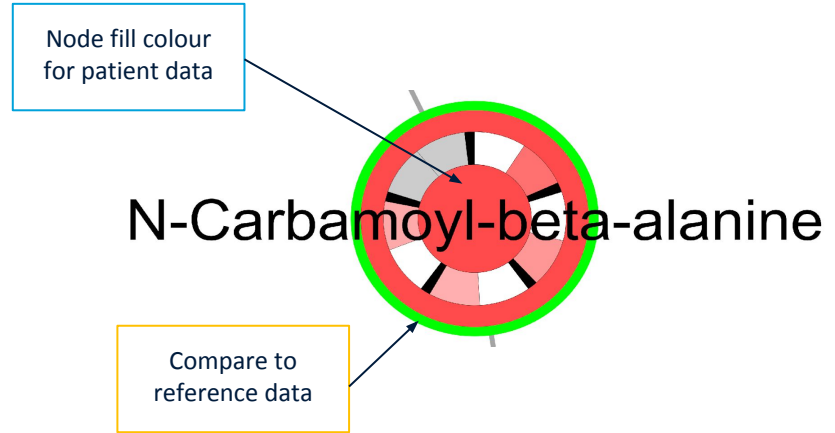 Node fill colour
for patient data
N-Carbamoyl-beta-alanine
Compare to
reference data